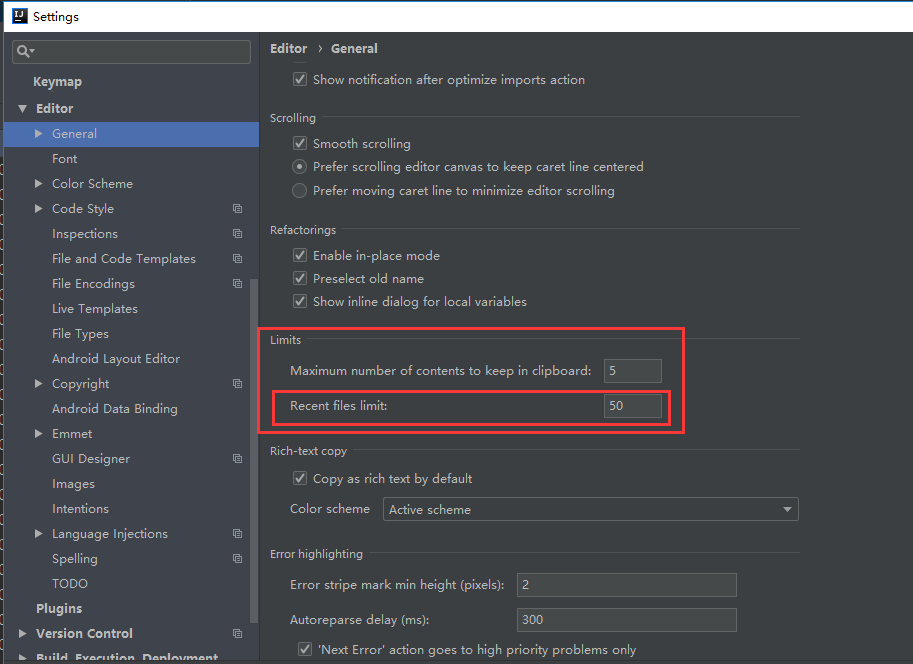 Settings
Keymap
Editor
General
Font
Color Scheme
Code Style
Inspections
File and Code Templates
File Encodings
Live Templates
File Types
Android Layout Editor
Copyright
Android Data Binding
Emmet
GUI Designer
Images
Intentions
Language Injections
Spelling
TODO
Plugins
Version Control
Build, Execution, Deployment
Editor › General
Show notification after optimize imports action
Scrolling
Smooth scrolling
Prefer scrolling editor canvas to keep caret line centered
Prefer moving caret line to minimize editor scrolling
Refactorings
Enable in-place mode
Preselect old name
Show inline dialog for local variables
Limits
Maximum number of contents to keep in clipboard: 5
Recent files limit: 50
Rich-text copy
Copy as rich text by default
Color scheme Active scheme
Error highlighting
Error stripe mark min height (pixels): 2
Autoreparse delay (ms): 300
'Next Error' action goes to high priority problems only